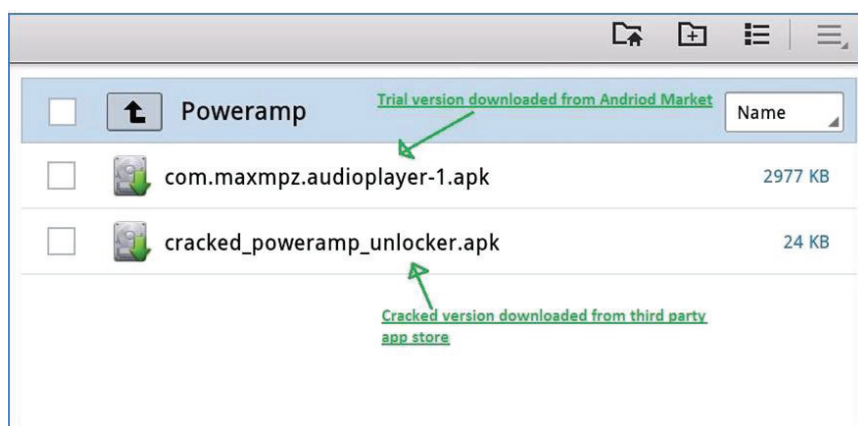 Poweramp
Trial version downloaded from Andriod Market
Name
com.maxmpz.audioplayer-1.apk
2977 KB
cracked_poweramp_unlocker.apk
24 KB
Cracked version downloaded from third party
app store